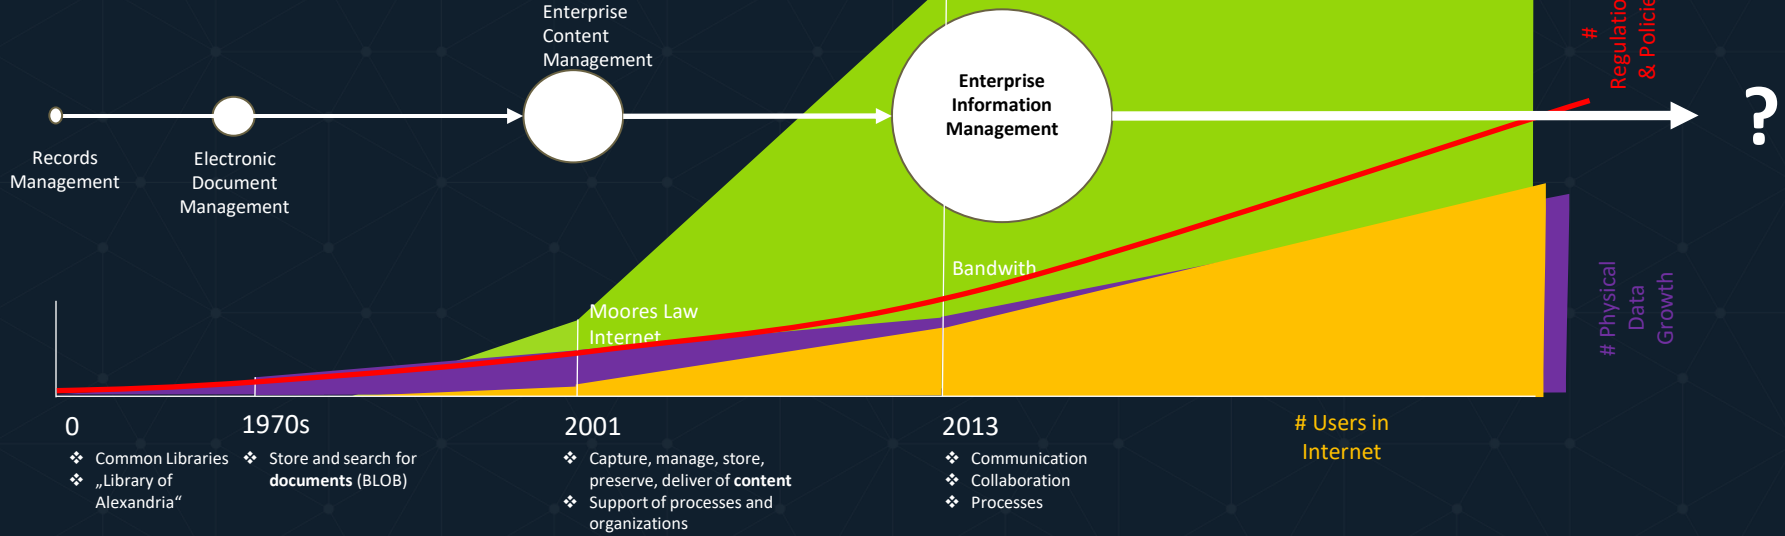 Enterprise
Content
Management
Enterprise
Information
Management
#
& Policie
?
Records
Management
Electronic
Document
Management
Bandwith
Moores Law
Internet
# Physical
Data
Growth
0
1970s
2001
2013
# Users in
Internet
❖ Common Libraries
❖ „Library of
Alexandria“
❖ Store and search for
documents (BLOB)
❖ Capture, manage, store,
preserve, deliver of content
❖ Support of processes and
organizations
❖ Communication
❖ Collaboration
❖ Processes